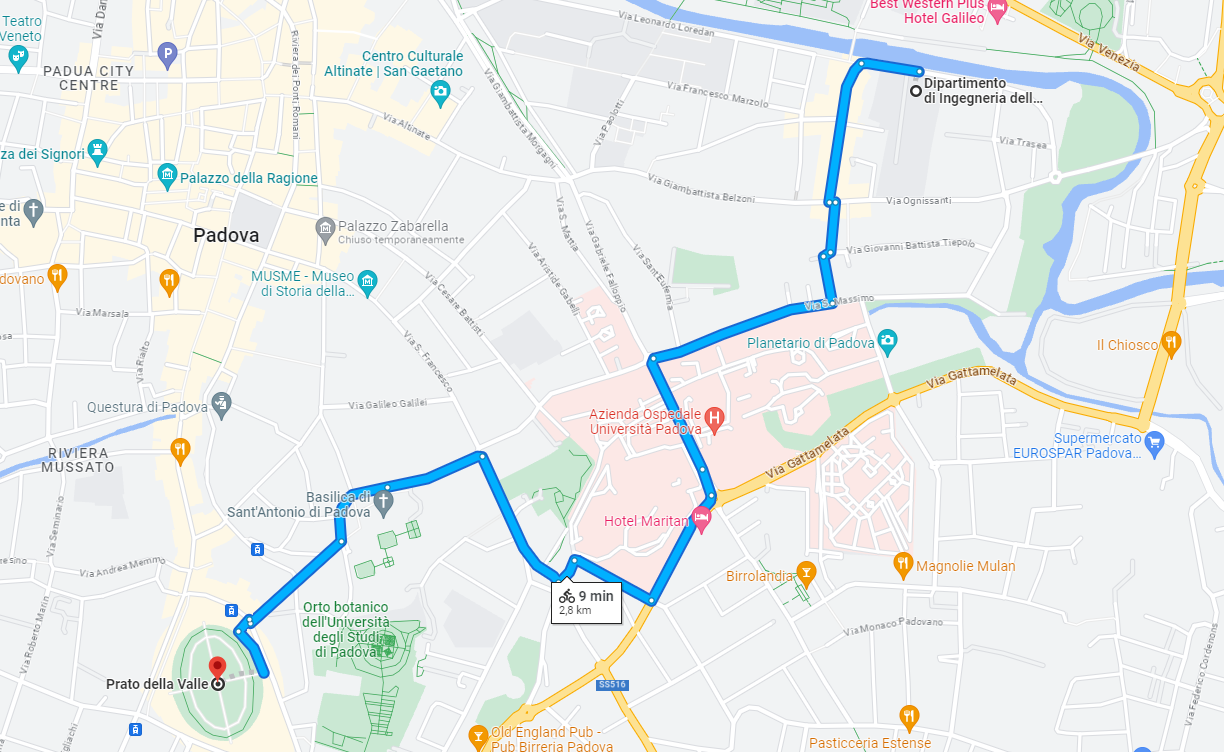 Teatro
Veneto
Via Dan
PADUA CITY
CENTRE
P
Riviera dei Ponti Romani
Centro Culturale
Altinate | San Gaetano
Via Altinate
Via Giambattista Morgagni
Via Leonardo Loredan
Via Francesco Marzolo
Via Paolotti
Best Western Plus
Hotel Galileo
Via Venezia
Dipartimento
di Ingegneria dell...
Via Trasea
za dei Signori
Palazzo della Ragione
Via Giambattista Belzoni
Via Ognissanti
e di
nta
Padova
Palazzo Zabarella
Chiuso temporaneamente
Via S. Mattia
Via Gabriele Falloppio
Via Sant'Eufemia
Via Giovanni Battista Tiepolo
adovano
MUSME - Museo
di Storia della...
Via Aristide Gabelli
Via Cesare Battisti
Via S. Massimo
Via Marsala
Via Rialto
Via S. Francesco
Planetario di Padova
Il Chiosco
Via Gattamelata
Questura di Padova
Via Galileo Galilei
Azienda Ospedale
Università Padova
H
Via Gattamelata
Supermercato
EUROSPAR Padova...
RIVIERA
MUSSATO
Via Seminario
Basilica di
Sant'Antonio di Padova
Hotel Maritan
Via Andrea Memmo
Birrolandia
Magnolie Mulan
9 min
2,8 km
Orto botanico
dell'Università
degli Studi
di Padova
Via Roberto Marin
Via Monaco Padovano
Via Federico Cordenons
Prato della Valle
SS516
Old England Pub -
Pub Birreria Padova
Pasticceria Estense